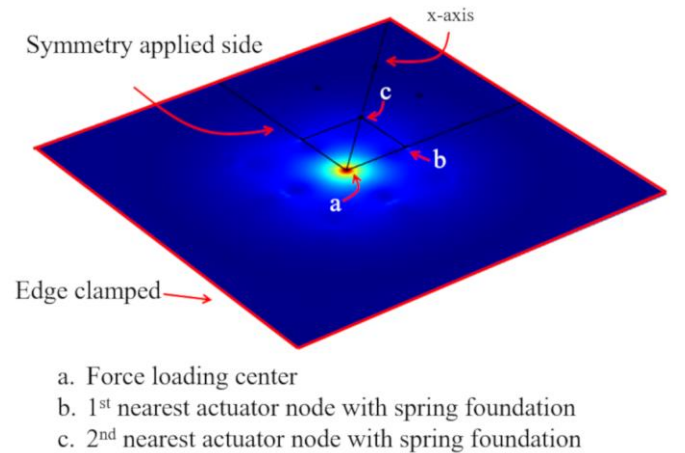 x-axis
Symmetry applied side
c
b
a
Edge clamped
a. Force loading center
b. 1st nearest actuator node with spring foundation
c. 2nd nearest actuator node with spring foundation